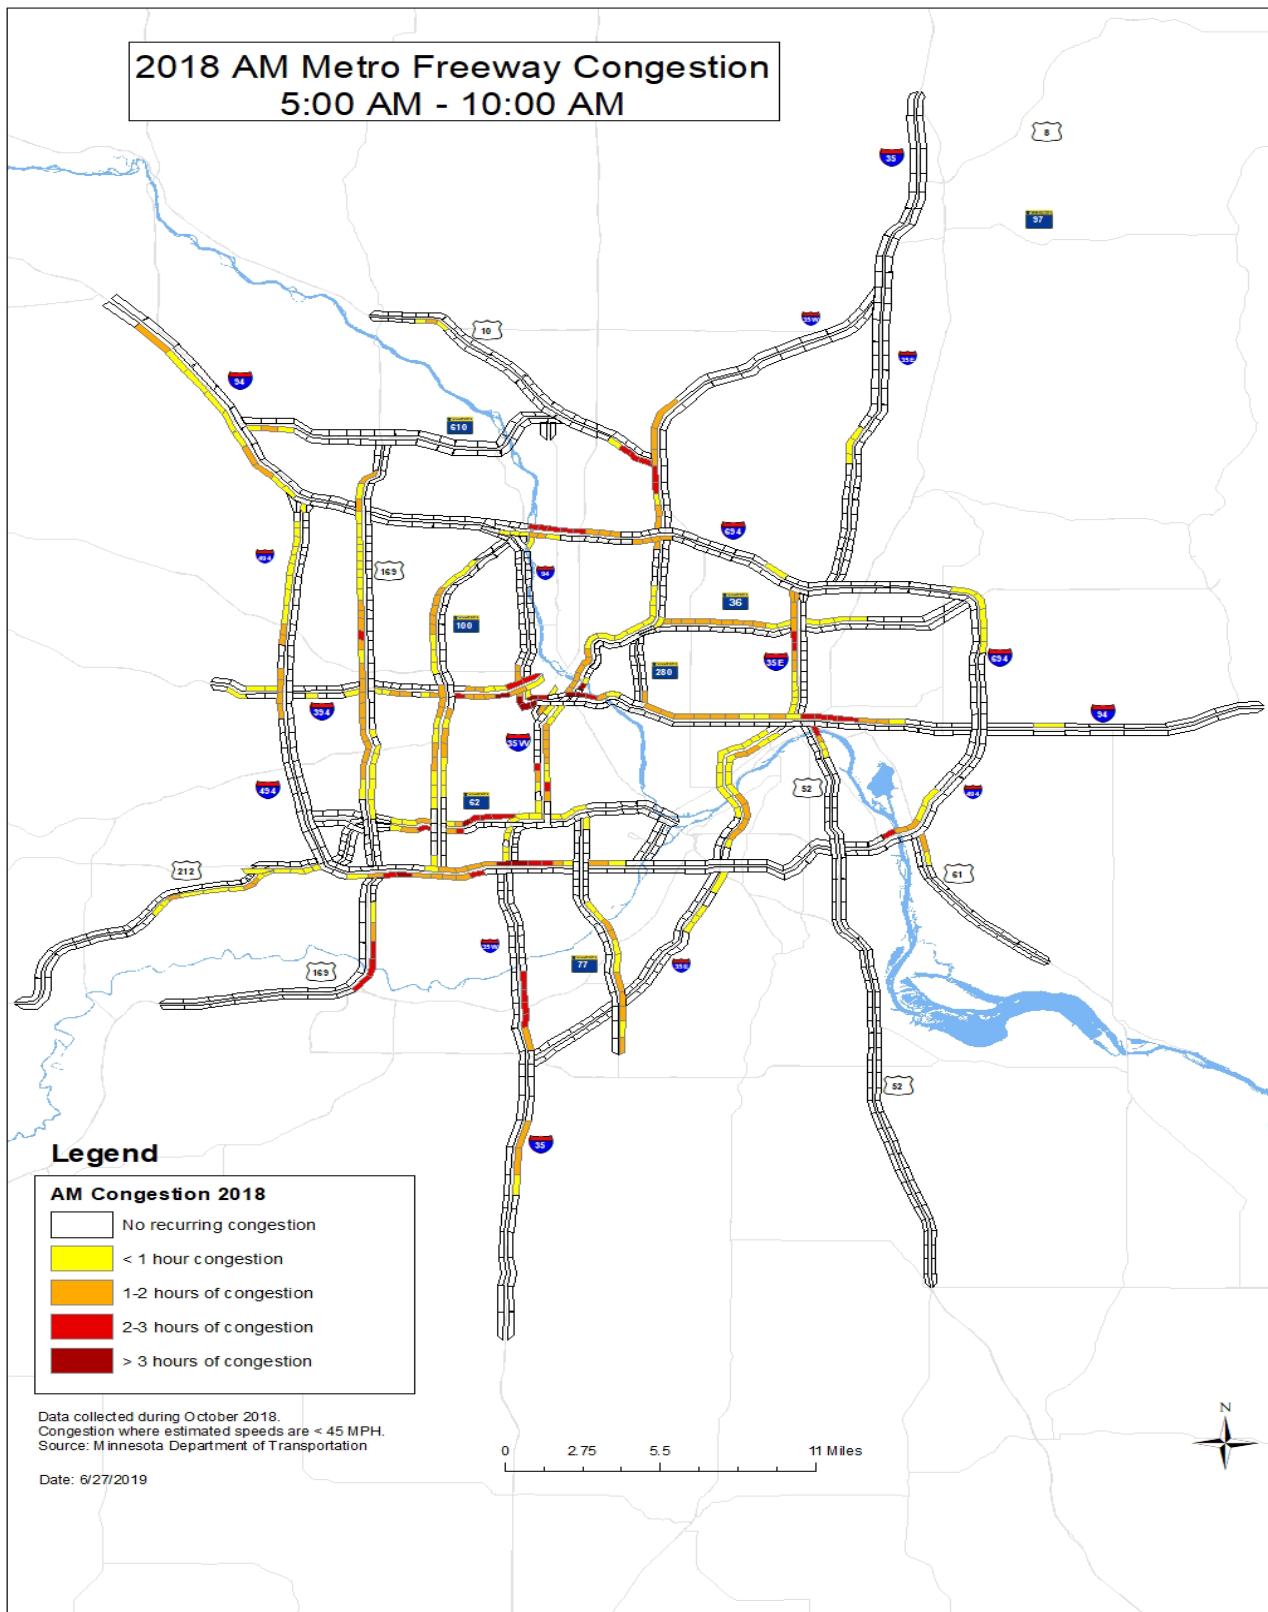 2018 AM Metro Freeway Congestion
5:00 AM - 10:00 AM
8
35
97
35W
10
35E
94
610
694
494
169
94
36
100
35E
694
280
394
94
35W
494
52
494
62
212
61
35W
169
77
35E
52
35
Legend
AM Congestion 2018
No recurring congestion
< 1 hour congestion
1-2 hours of congestion
2-3 hours of congestion
> 3 hours of congestion
Data collected during October 2018.
Congestion where estimated speeds are < 45 MPH.
Source: Minnesota Department of Transportation
Date: 6/27/2019
0 2.75 5.5 11 Miles
N